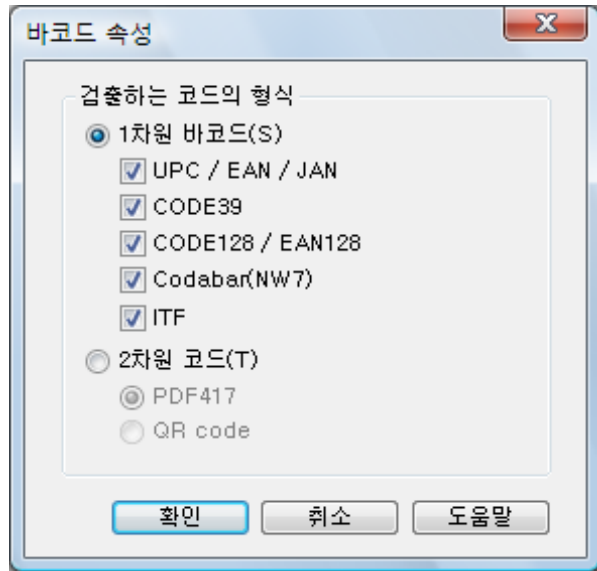 바코드 속성
검출하는 코드의 형식
1차원 바코드(S)
UPC / EAN / JAN
CODE39
CODE128 / EAN128
Codabar(NW7)
ITF
2차원 코드(T)
PDF417
QR code
확인 취소 도움말